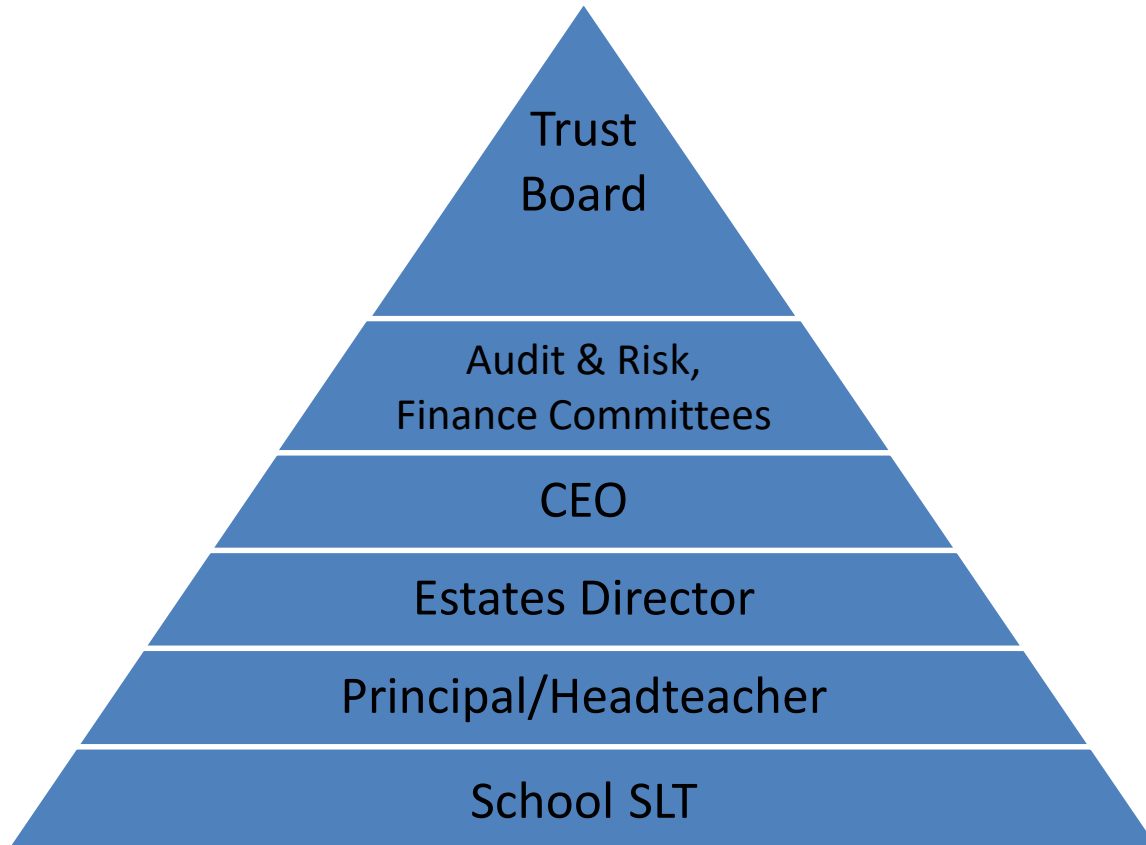 Trust
Board
Audit & Risk,
Finance Committees
CEO
Estates Director
Principal/Headteacher
School SLT